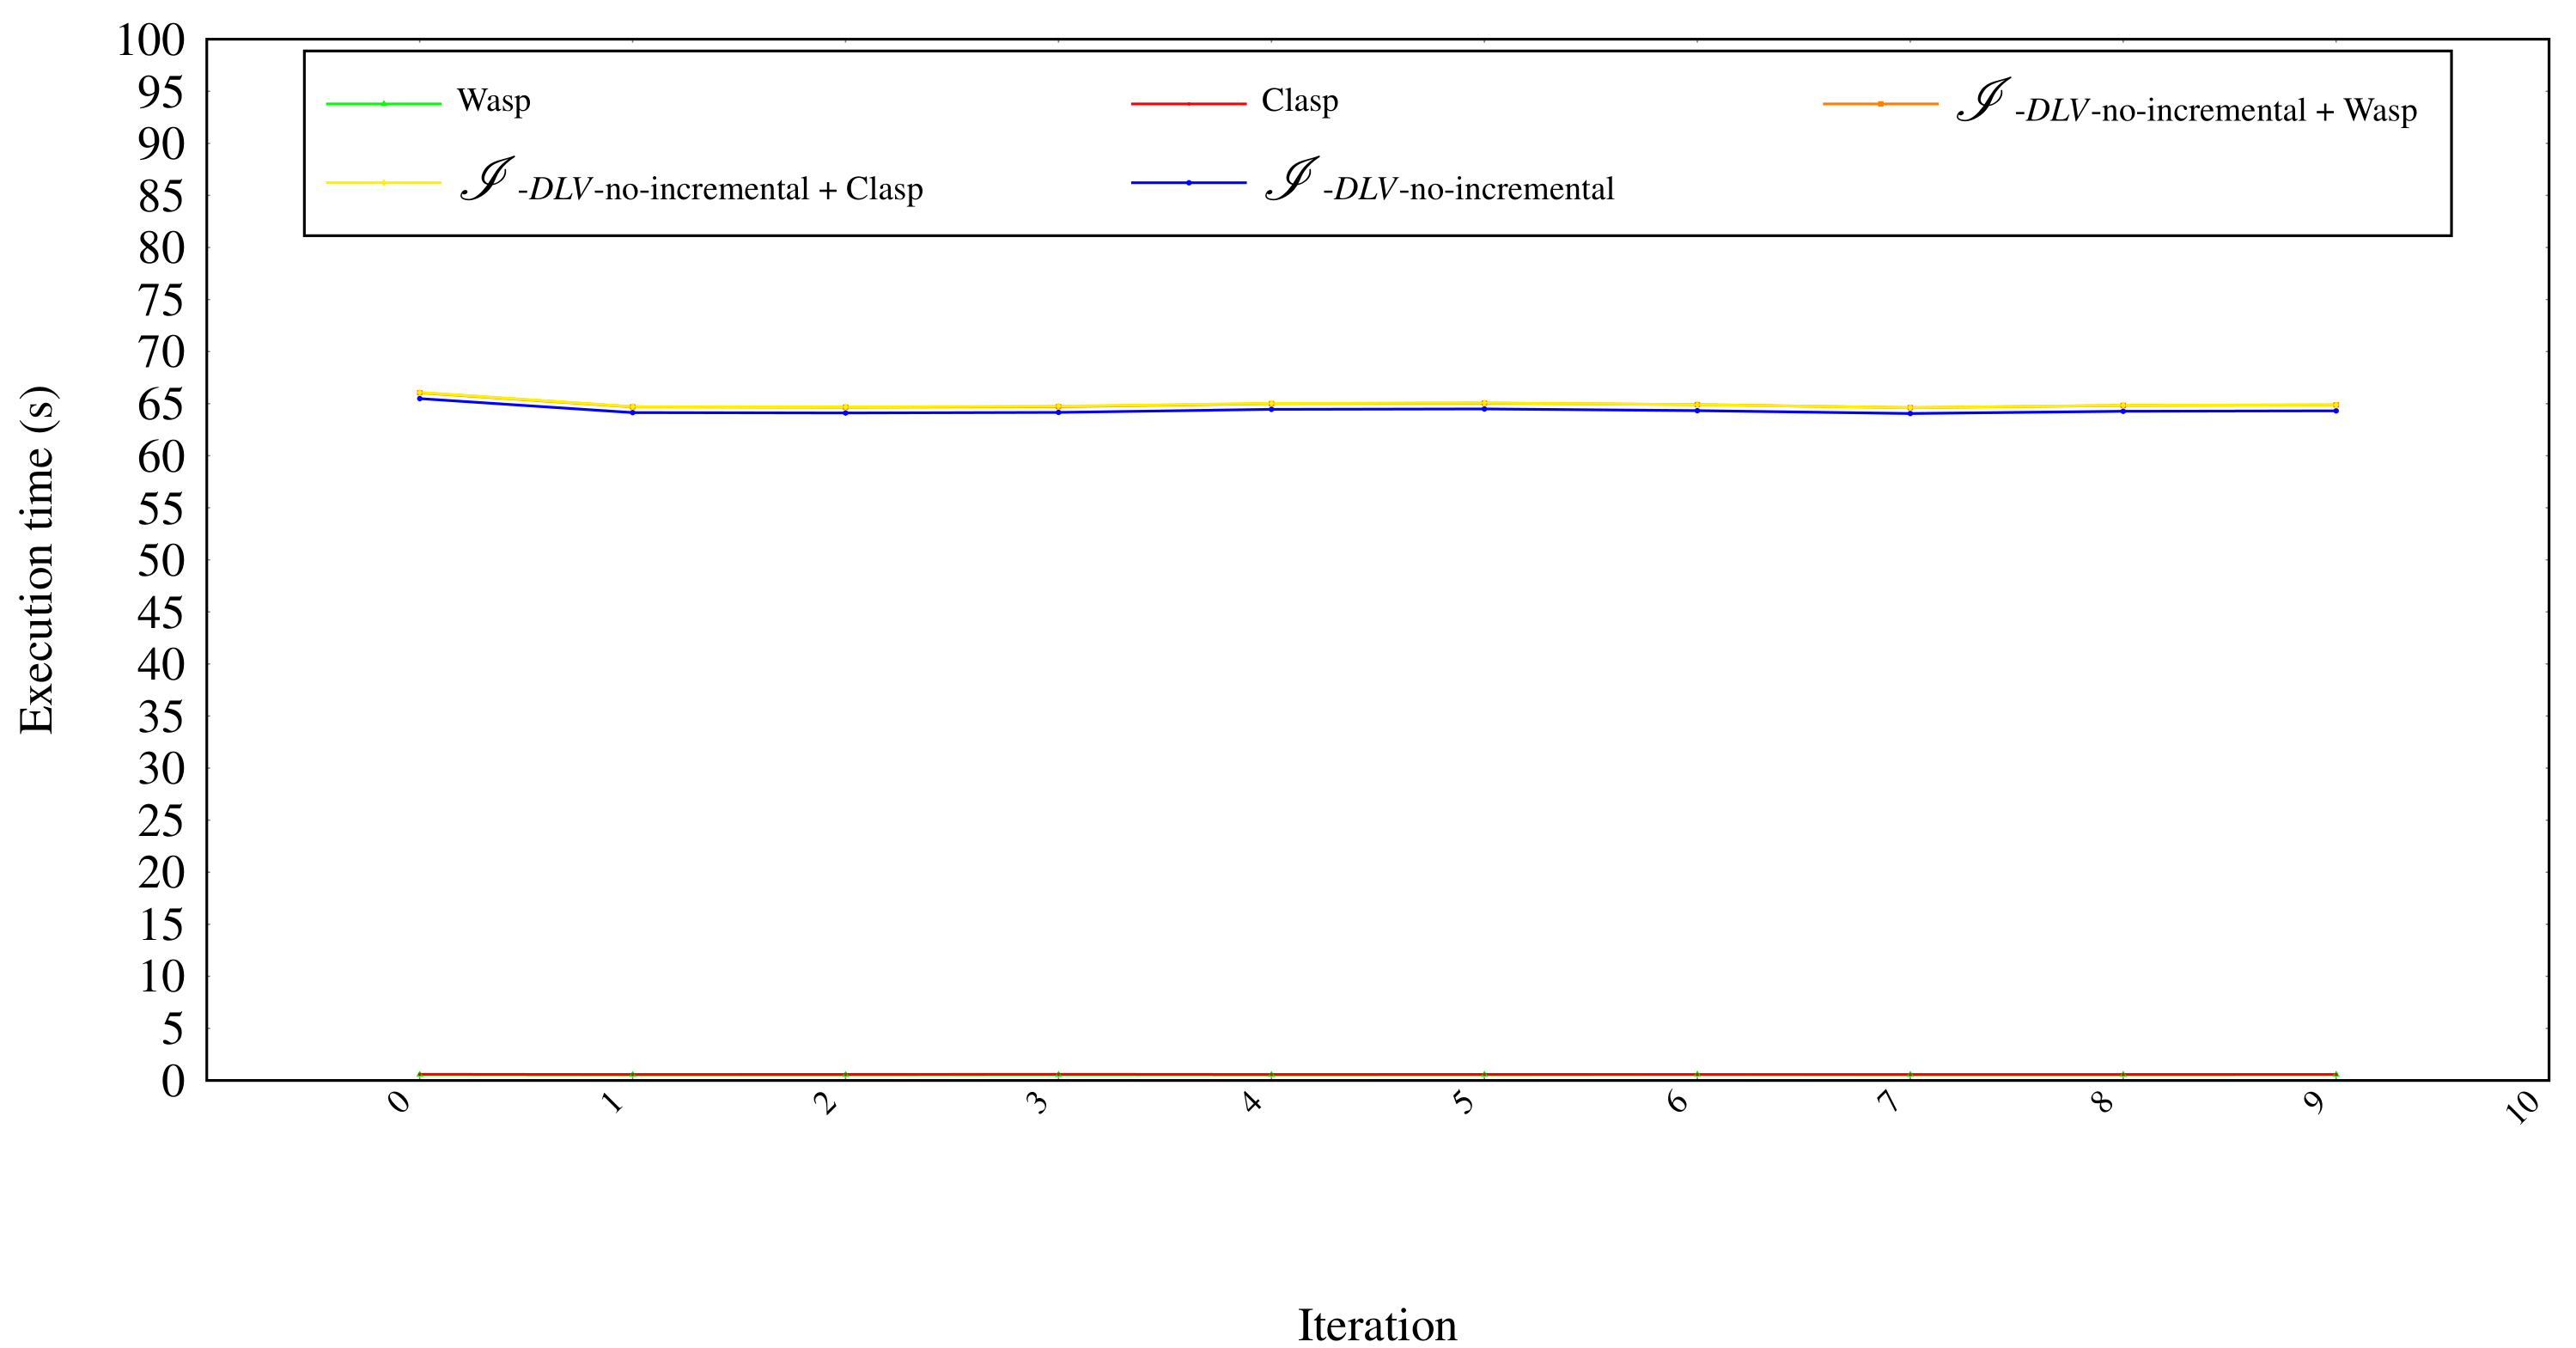 100
95
90
85
80
75
70
65
60
55
50
45
40
35
30
25
20
15
10
5
0
Execution time (s)
Wasp
Clasp
ℐ-DLV-no-incremental + Wasp
ℐ-DLV-no-incremental + Clasp
ℐ-DLV-no-incremental
0 1 2 3 4 5 6 7 8 9 10
Iteration